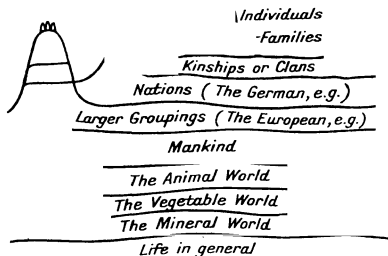 Individuals
-Families
Kinships or Clans
Nations (The German, e.g.)
Larger Groupings (The European, e.g.)
Mankind
The Animal World
The Vegetable World
The Mineral World
Life in general